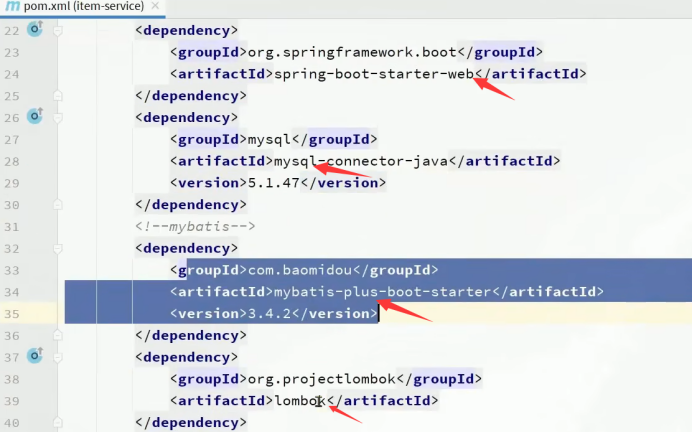 pom.xml (item-service)
22 <dependency>
23 <groupId>org.springframework.boot</groupId>
24 <artifactId>spring-boot-starter-web</artifactId>
25 </dependency>
26 <dependency>
27 <groupId>mysql</groupId>
28 <artifactId>mysql-connector-java</artifactId>
29 <version>5.1.47</version>
30 </dependency>
31 <!--mybatis-->
32 <dependency>
33 <groupId>com.baomidou</groupId>
34 <artifactId>mybatis-plus-boot-starter</artifactId>
35 <version>3.4.2</version>
36 </dependency>
37 <dependency>
38 <groupId>org.projectlombok</groupId>
39 <artifactId>lombok</artifactId>
40 </dependency>